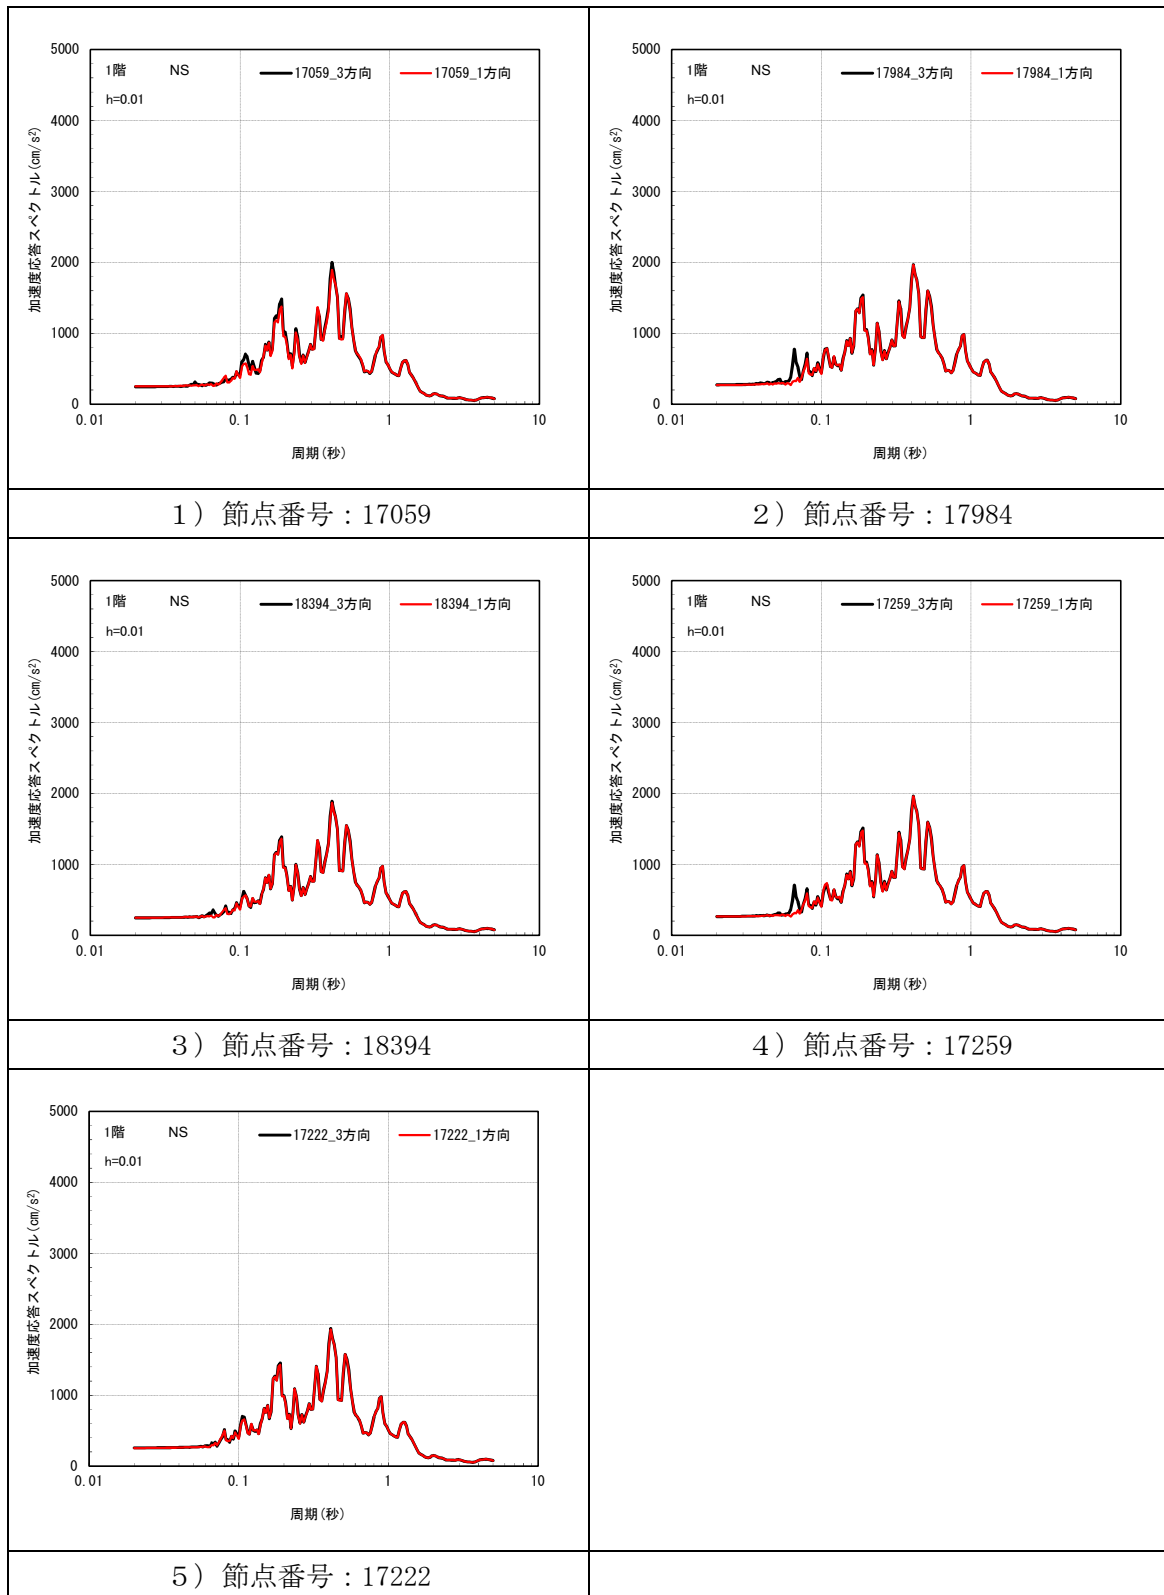 5000
4000
3000
2000
1000
0
0.01
0.1
1
10
1階 NS
h=0.01
17059_3方向
17059_1方向
加速度応答スペクトル(cm/s²)
周期(秒)
1）節点番号：17059
5000
4000
3000
2000
1000
0
0.01
0.1
1
10
1階 NS
h=0.01
17984_3方向
17984_1方向
加速度応答スペクトル(cm/s²)
周期(秒)
2）節点番号：17984
5000
4000
3000
2000
1000
0
0.01
0.1
1
10
1階 NS
h=0.01
18394_3方向
18394_1方向
加速度応答スペクトル(cm/s²)
周期(秒)
3）節点番号：18394
5000
4000
3000
2000
1000
0
0.01
0.1
1
10
1階 NS
h=0.01
17259_3方向
17259_1方向
加速度応答スペクトル(cm/s²)
周期(秒)
4）節点番号：17259
5000
4000
3000
2000
1000
0
0.01
0.1
1
10
1階 NS
h=0.01
17222_3方向
17222_1方向
加速度応答スペクトル(cm/s²)
周期(秒)
5）節点番号：17222